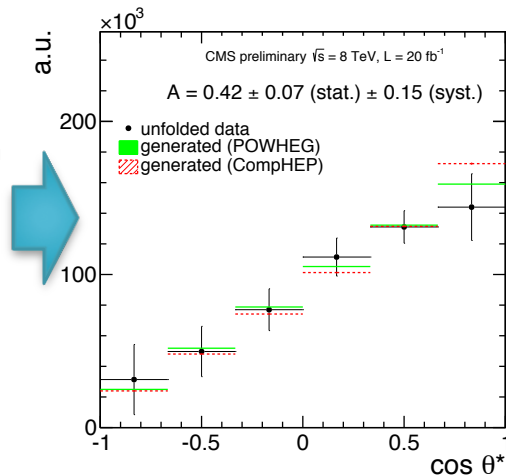 ×10³
a.u.
CMS preliminary √s = 8 TeV, L = 20 fb⁻¹
A = 0.42 ± 0.07 (stat.) ± 0.15 (syst.)
unfolded data
generated (POWHEG)
generated (CompHEP)
200
100
0
-1 -0.5 0 0.5 1
cos θ*